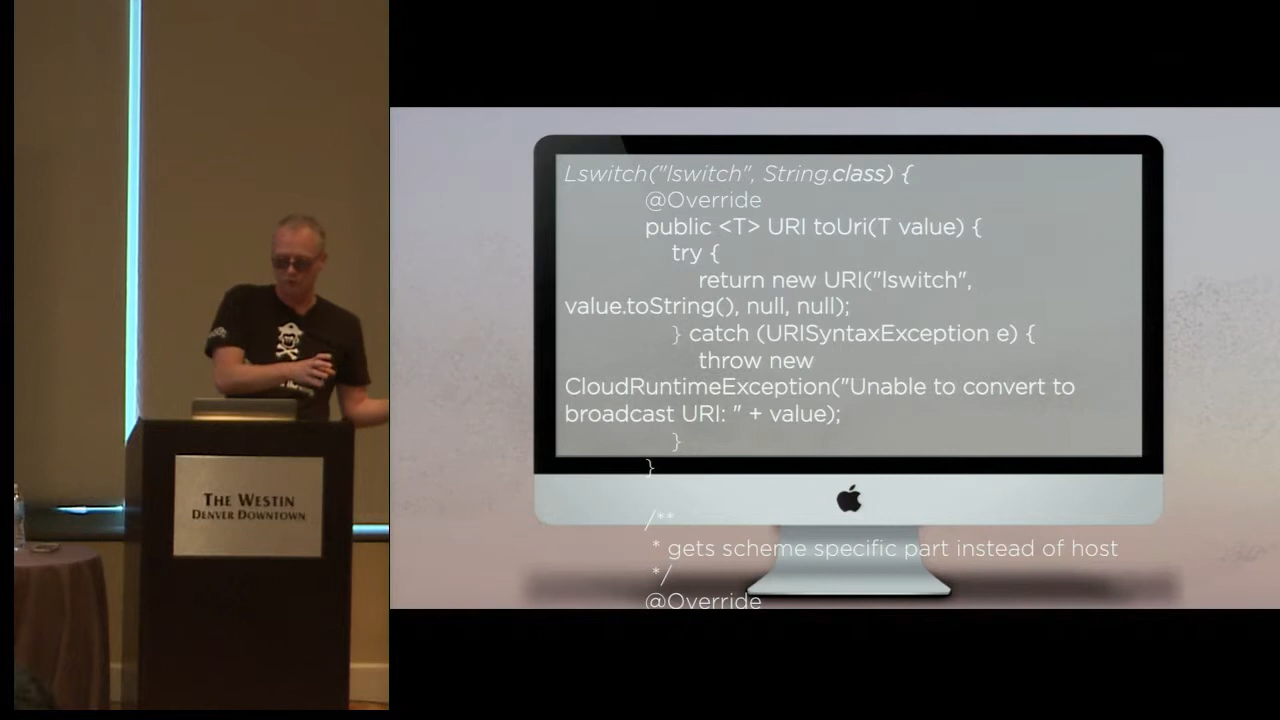 Lswitch("lswitch", String.class) {
@Override
public <T> URI toUri(T value) {
try {
return new URI("lswitch",
value.toString(), null, null);
} catch (URISyntaxException e) {
throw new
CloudRuntimeException("Unable to convert to
broadcast URI: " + value);
}
}
/**
* gets scheme specific part instead of host
*/
@Override
THE WESTIN
DENVER DOWNTOWN